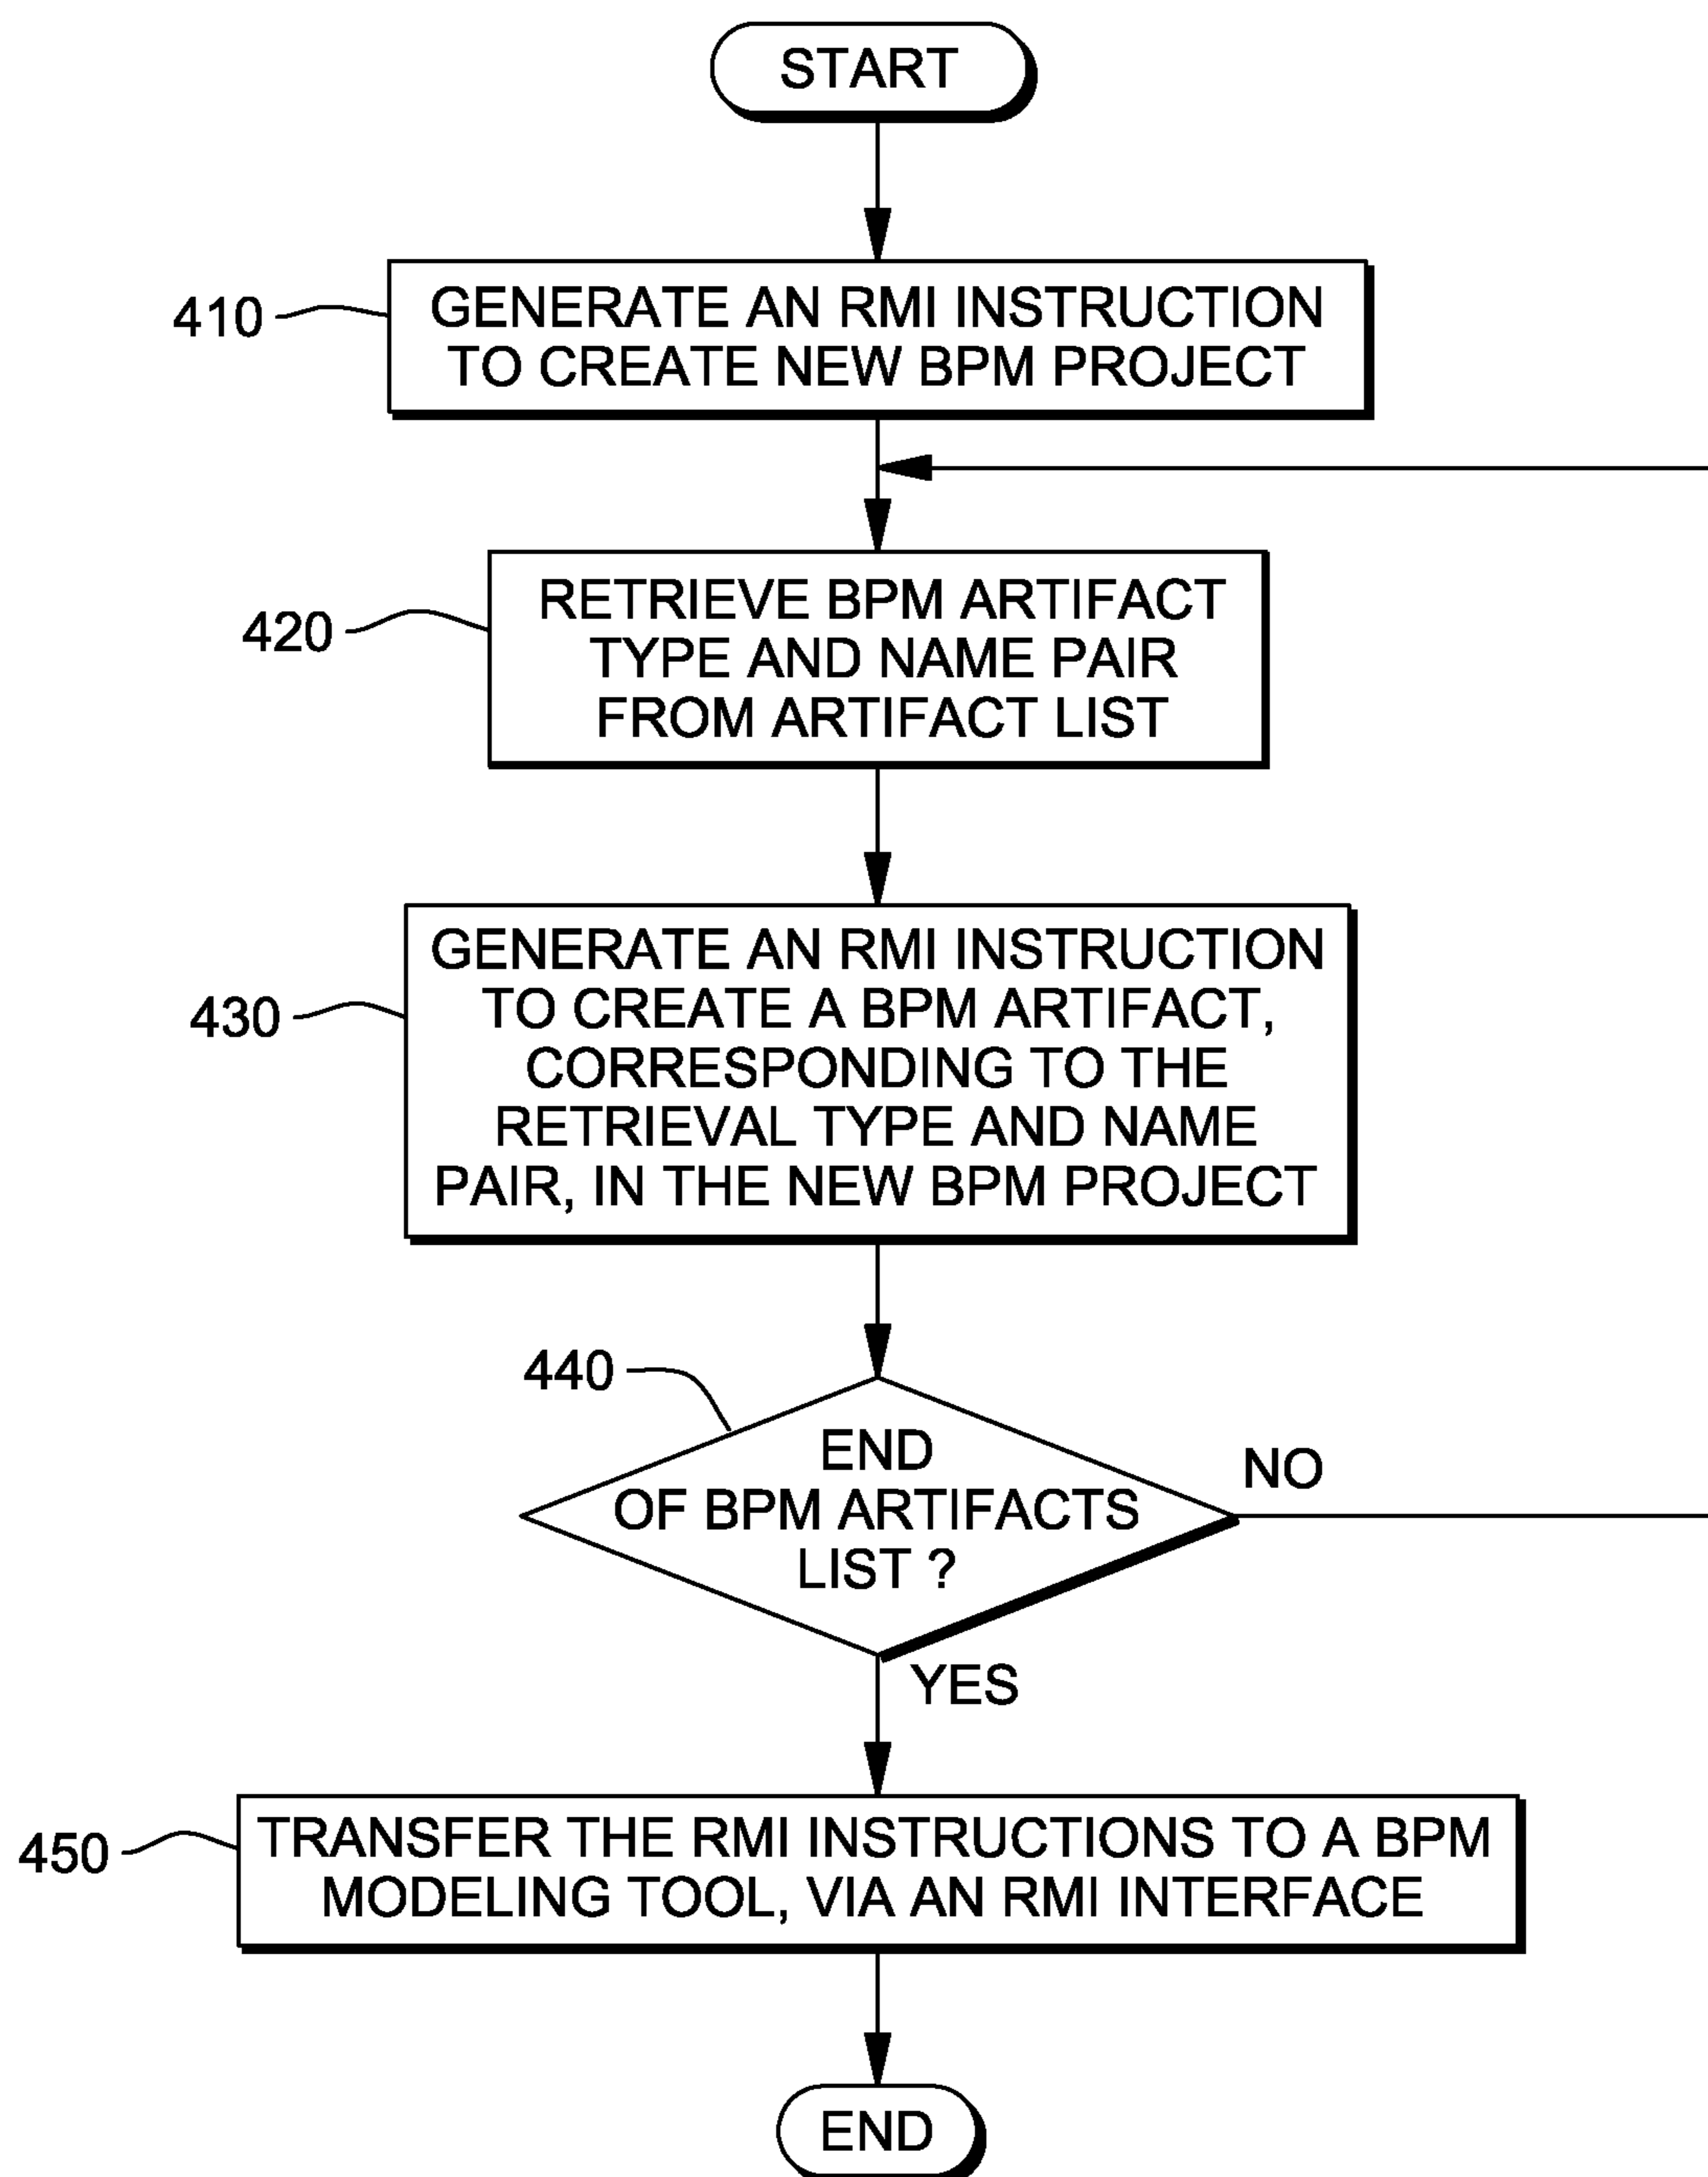 START
410
GENERATE AN RMI INSTRUCTION
TO CREATE NEW BPM PROJECT
420
RETRIEVE BPM ARTIFACT
TYPE AND NAME PAIR
FROM ARTIFACT LIST
430
GENERATE AN RMI INSTRUCTION
TO CREATE A BPM ARTIFACT,
CORRESPONDING TO THE
RETRIEVAL TYPE AND NAME
PAIR, IN THE NEW BPM PROJECT
440
END
OF BPM ARTIFACTS
LIST ?
NO
YES
450
TRANSFER THE RMI INSTRUCTIONS TO A BPM
MODELING TOOL, VIA AN RMI INTERFACE
END